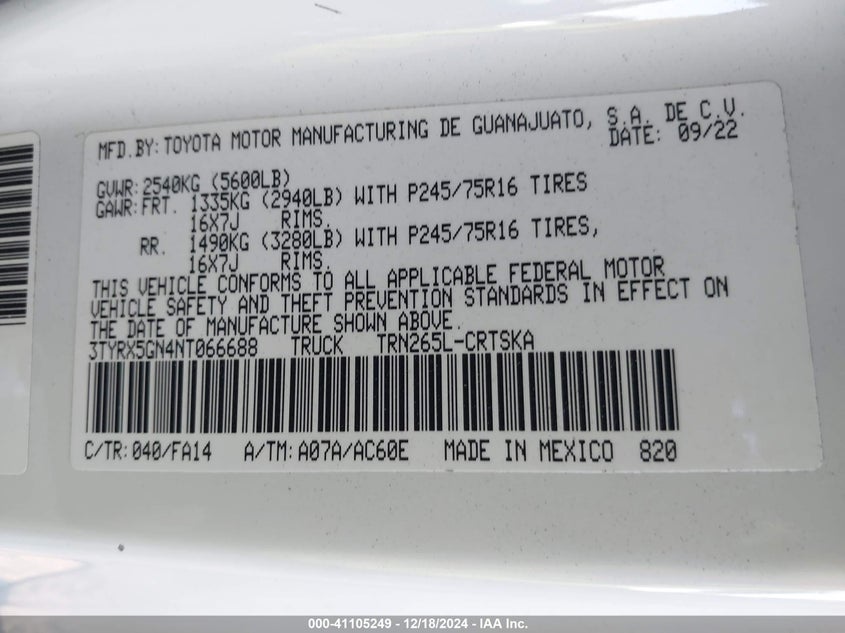 MFD.BY:TOYOTA MOTOR MANUFACTURING DE GUANAJUATO, S.A. DE C.V.
DATE: 09/22
GVWR:2540KG (5600LB)
GAWR:FRT. 1335KG (2940LB) WITH P245/75R16 TIRES
16X7J RIMS.
RR. 1490KG (3280LB) WITH P245/75R16 TIRES,
16X7J RIMS.
THIS VEHICLE CONFORMS TO ALL APPLICABLE FEDERAL MOTOR
VEHICLE SAFETY AND THEFT PREVENTION STANDARDS IN EFFECT ON
THE DATE OF MANUFACTURE SHOWN ABOVE.
3TYRX5GN4NT066688 TRUCK TRN265L-CRTSKA
C/TR:040/FA14 A/TM:A07A/AC60E MADE IN MEXICO 820
000-41105249 - 12/18/2024 - IAA Inc.